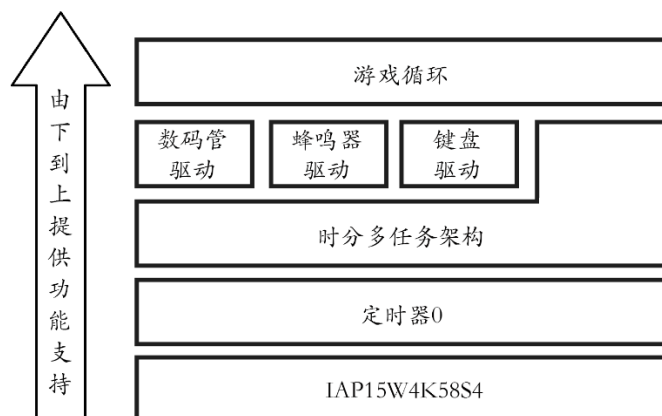 由下到上提供功能支持
游戏循环
数码管
驱动
蜂鸣器
驱动
键盘
驱动
时分多任务架构
定时器0
IAP15W4K58S4